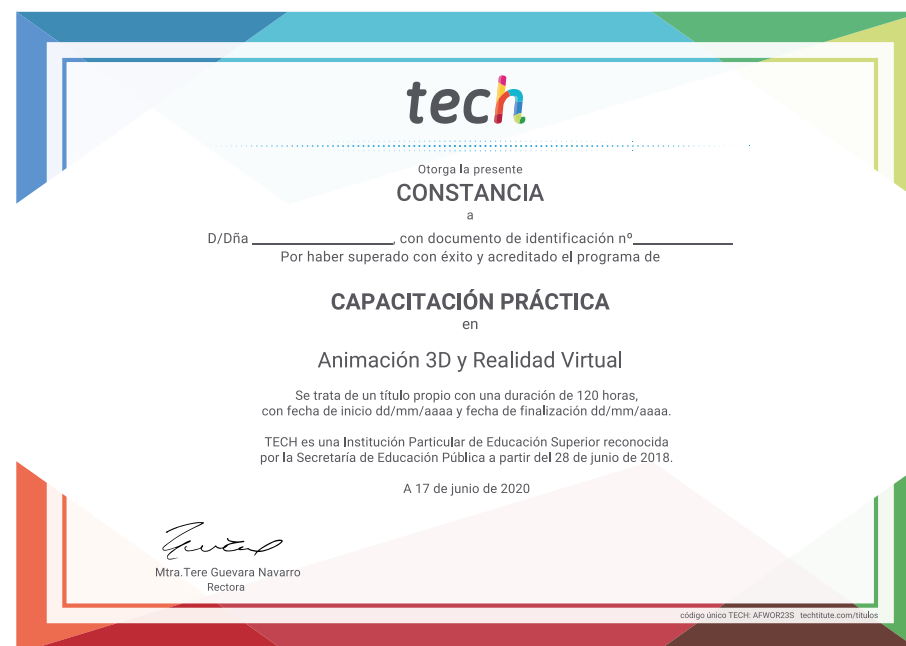 tech
Otorga la presente
CONSTANCIA
a
D/Dña ____________________, con documento de identificación nº______________
Por haber superado con éxito y acreditado el programa de
CAPACITACIÓN PRÁCTICA
en
Animación 3D y Realidad Virtual
Se trata de un título propio con una duración de 120 horas,
con fecha de inicio dd/mm/aaaa y fecha de finalización dd/mm/aaaa.
TECH es una Institución Particular de Educación Superior reconocida
por la Secretaría de Educación Pública a partir del 28 de junio de 2018.
A 17 de junio de 2020
Mtra.Tere Guevara Navarro
Rectora
código único TECH: AFWOR23S techtitute.com/títulos